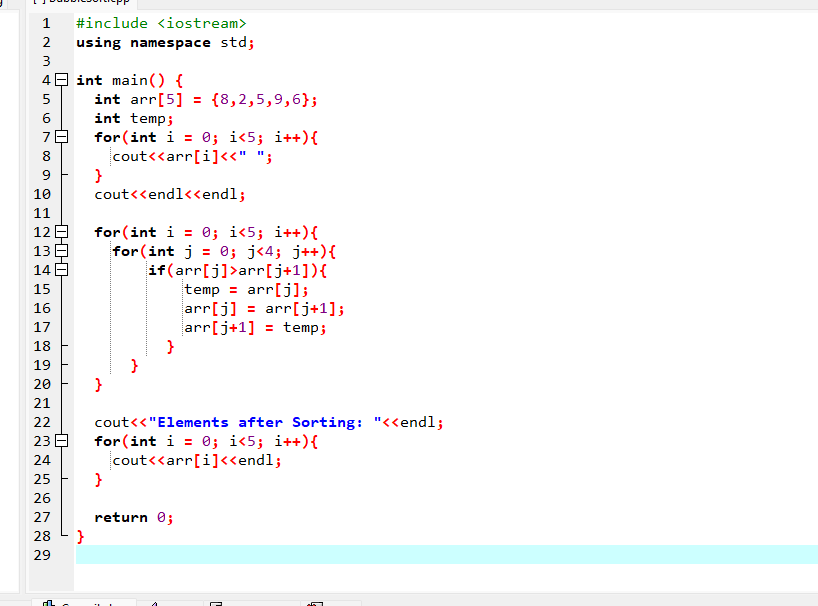 1 #include <iostream>
2 using namespace std;
3
4 int main() {
5 int arr[5] = {8,2,5,9,6};
6 int temp;
7 for(int i = 0; i<5; i++){
8 cout<<arr[i]<<" ";
9 }
10 cout<<endl<<endl;
11
12 for(int i = 0; i<5; i++){
13 for(int j = 0; j<4; j++){
14 if(arr[j]>arr[j+1]){
15 temp = arr[j];
16 arr[j] = arr[j+1];
17 arr[j+1] = temp;
18 }
19 }
20 }
21
22 cout<<"Elements after Sorting: "<<endl;
23 for(int i = 0; i<5; i++){
24 cout<<arr[i]<<endl;
25 }
26
27 return 0;
28 }
29